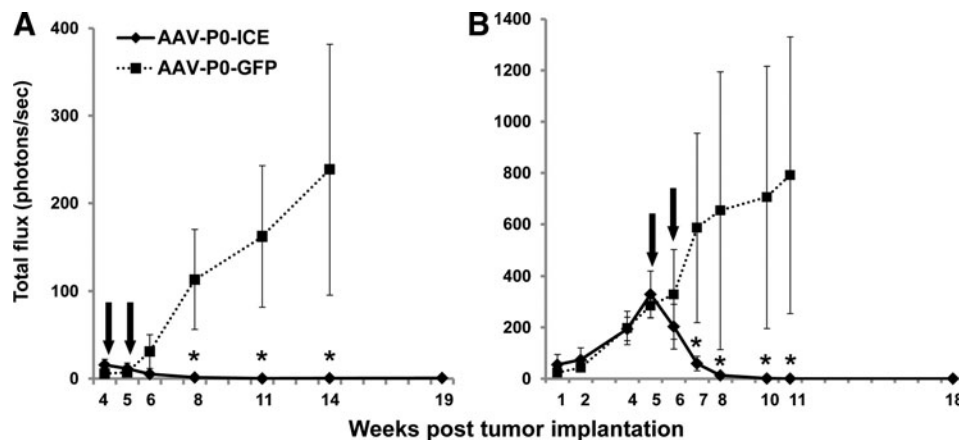 A
AAV-P0-ICE
AAV-P0-GFP
Total flux (photons/sec)
400
300
200
100
0
* * *
4 5 6 8 11 14 19
B
1400
1200
1000
800
600
400
200
0
* * * *
1 2 4 5 6 7 8 10 11 18
Weeks post tumor implantation